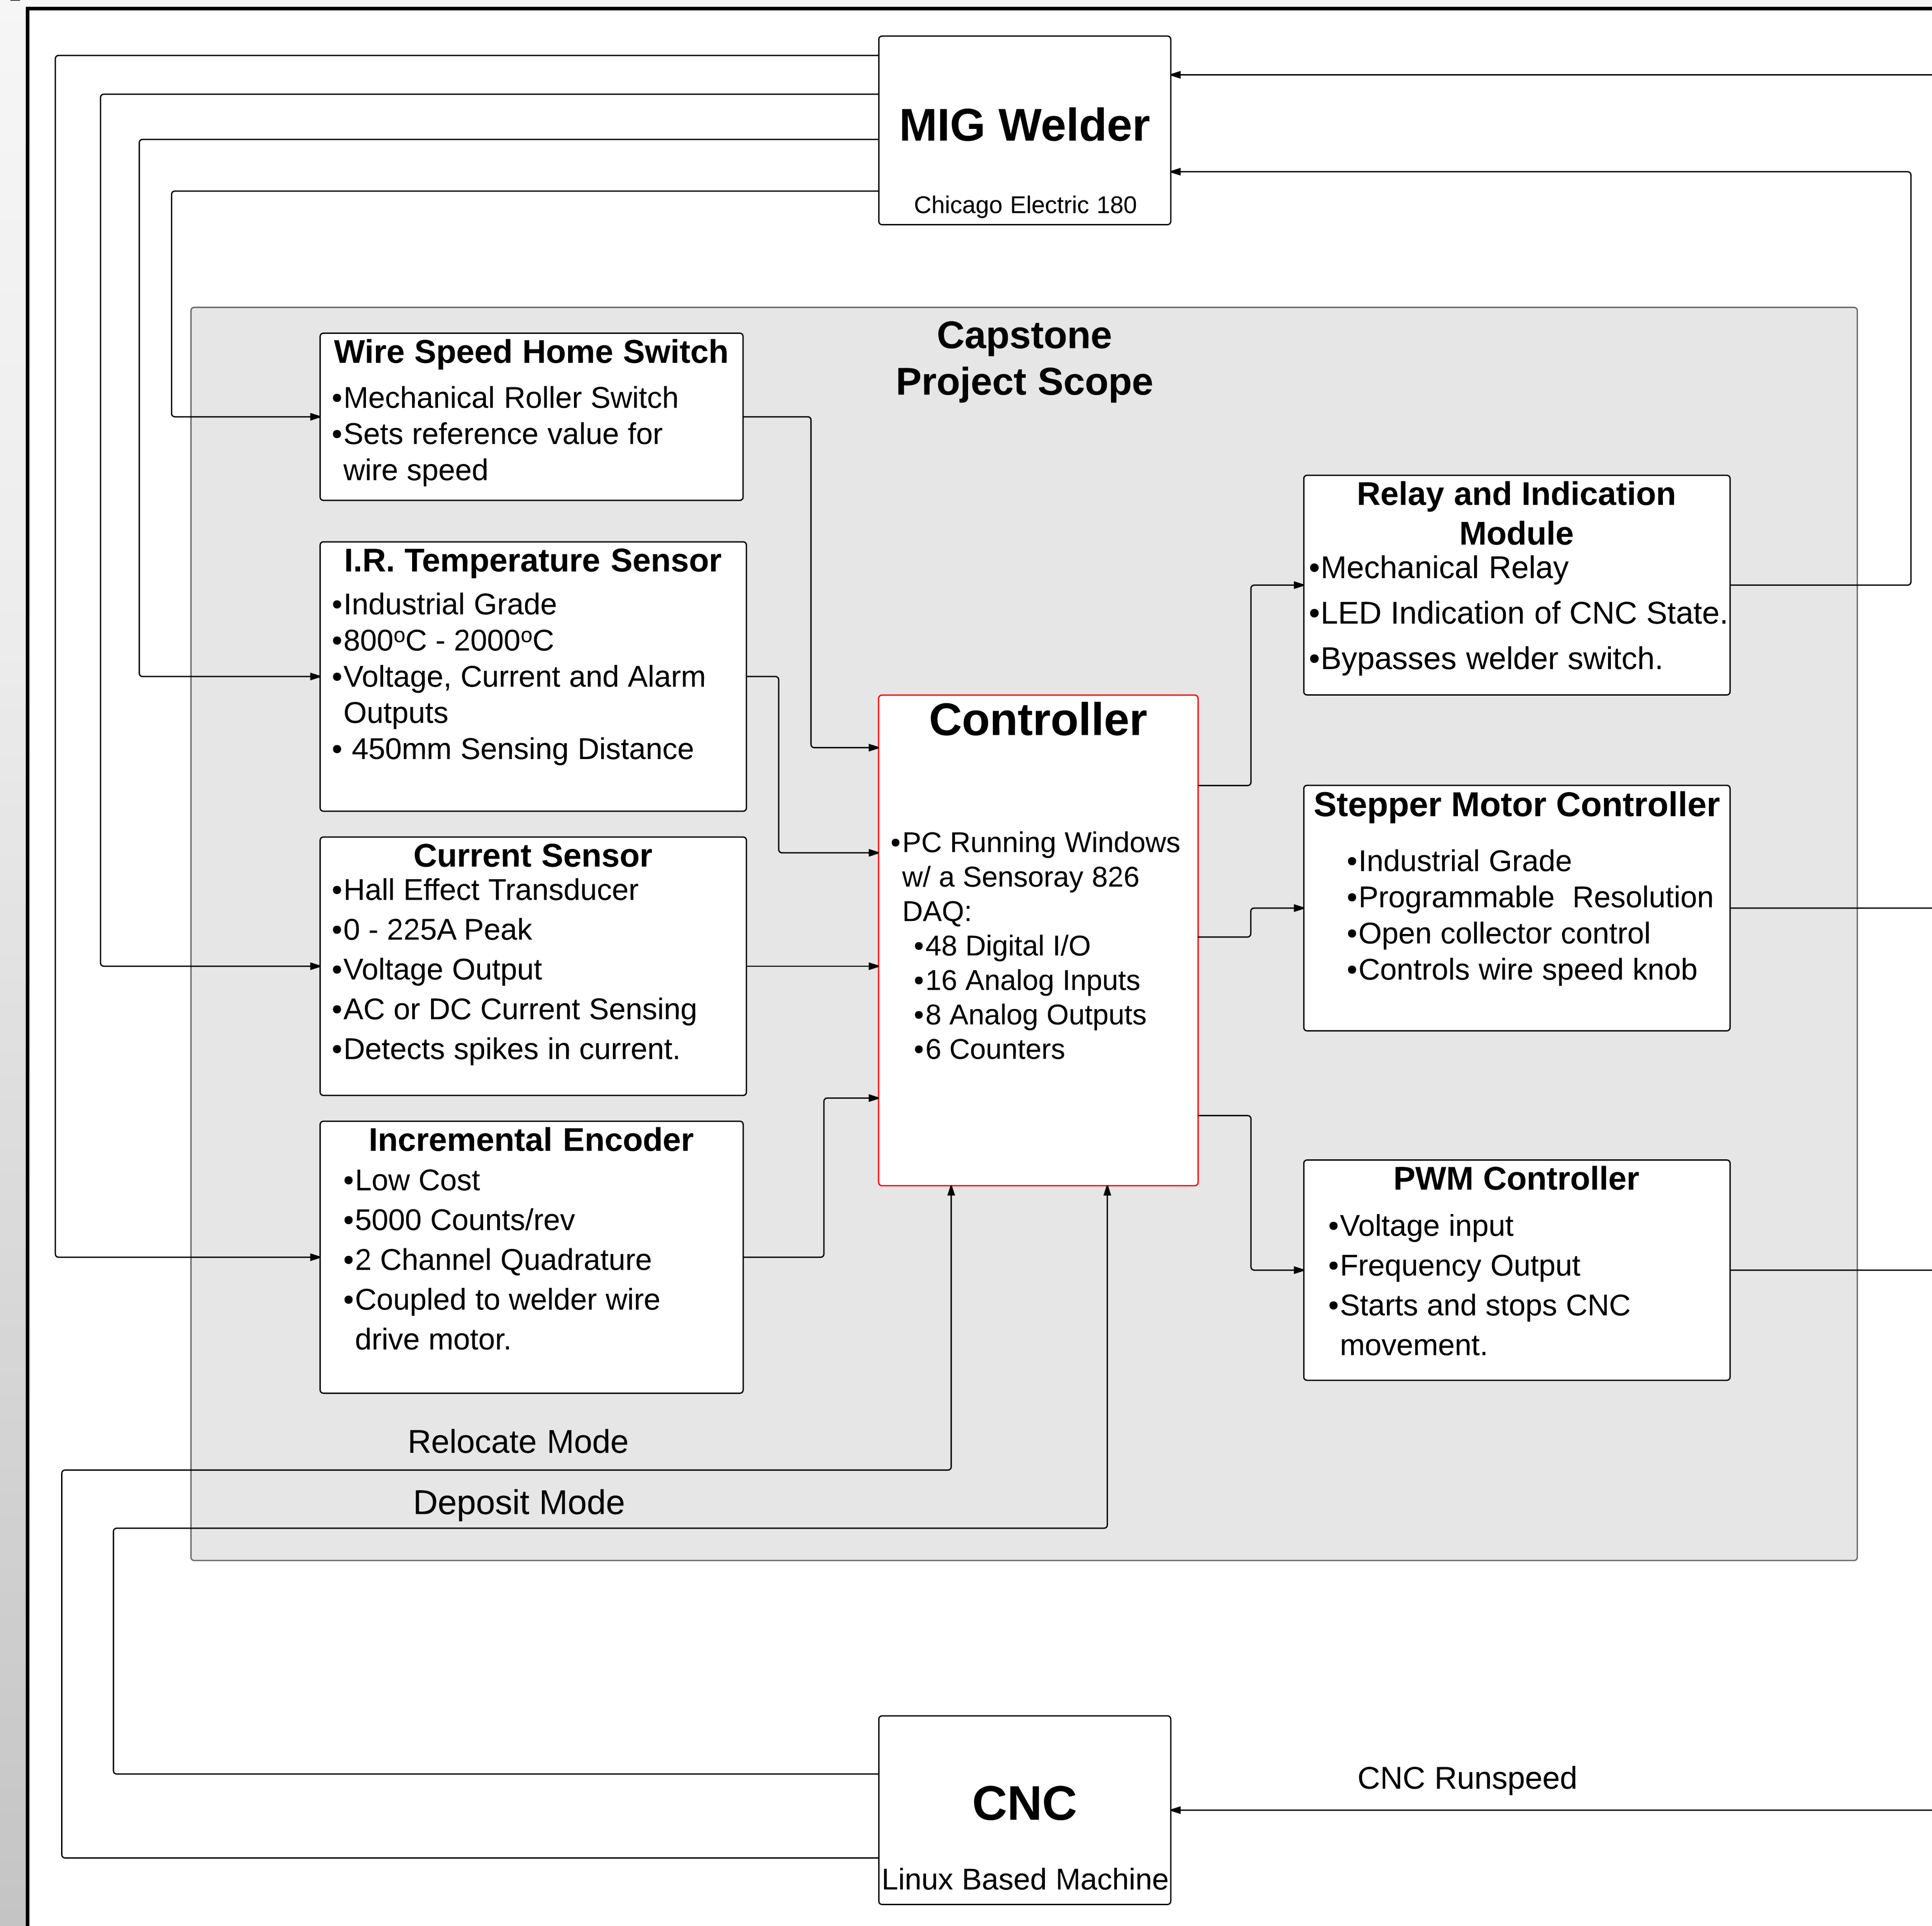 MIG Welder
Chicago Electric 180
Capstone
Project Scope
Wire Speed Home Switch
•Mechanical Roller Switch
•Sets reference value for
wire speed
I.R. Temperature Sensor
•Industrial Grade
•800ºC - 2000ºC
•Voltage, Current and Alarm
Outputs
• 450mm Sensing Distance
Current Sensor
•Hall Effect Transducer
•0 - 225A Peak
•Voltage Output
•AC or DC Current Sensing
•Detects spikes in current.
Incremental Encoder
•Low Cost
•5000 Counts/rev
•2 Channel Quadrature
•Coupled to welder wire
drive motor.
Controller
•PC Running Windows
w/ a Sensoray 826
DAQ:
•48 Digital I/O
•16 Analog Inputs
•8 Analog Outputs
•6 Counters
Relay and Indication
Module
•Mechanical Relay
•LED Indication of CNC State.
•Bypasses welder switch.
Stepper Motor Controller
•Industrial Grade
•Programmable  Resolution
•Open collector control
•Controls wire speed knob
PWM Controller
•Voltage input
•Frequency Output
•Starts and stops CNC
movement.
Relocate Mode
Deposit Mode
CNC
Linux Based Machine
CNC Runspeed